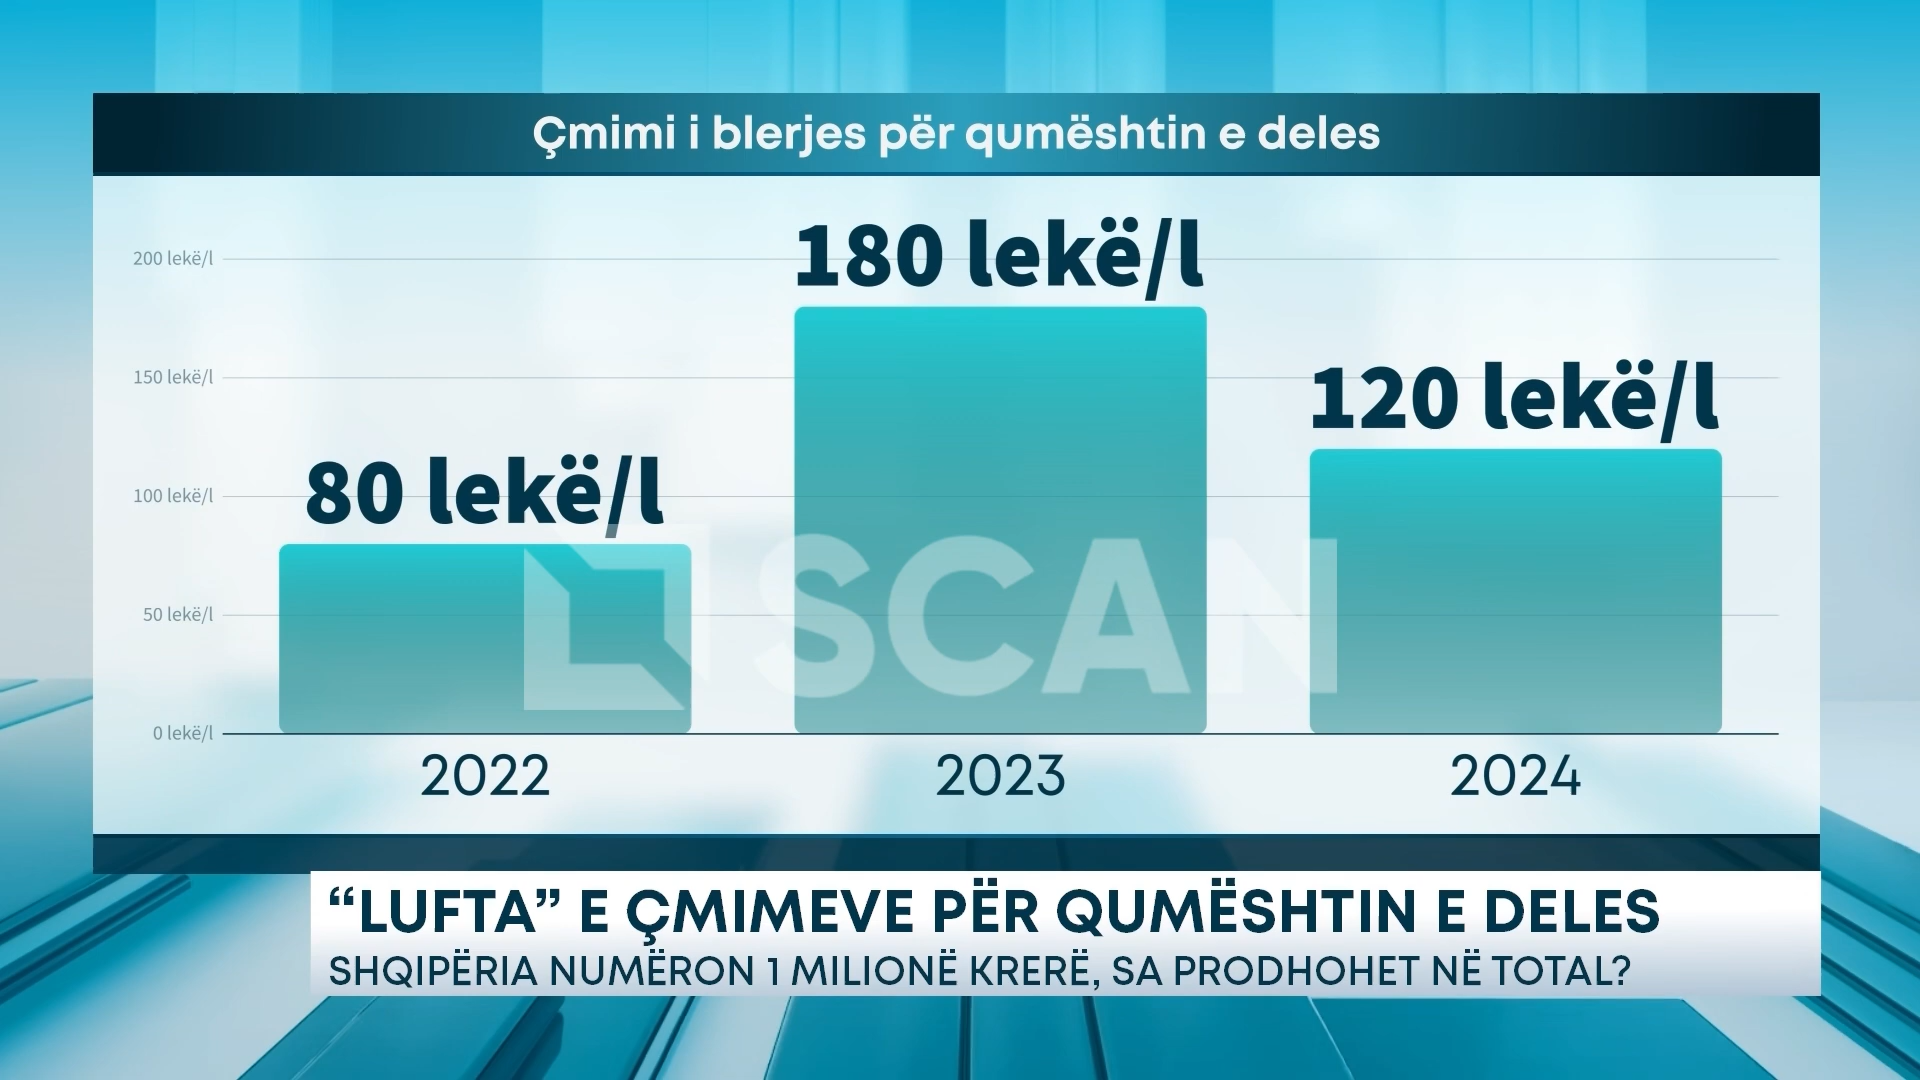 Çmimi i blerjes për qumështin e deles
200 lekë/l
150 lekë/l
100 lekë/l
50 lekë/l
0 lekë/l
80 lekë/l
180 lekë/l
120 lekë/l
SCAN
2022
2023
2024
“LUFTA” E ÇMIMEVE PËR QUMËSHTIN E DELES
SHQIPËRIA NUMËRON 1 MILIONË KRERË, SA PRODHOHET NË TOTAL?